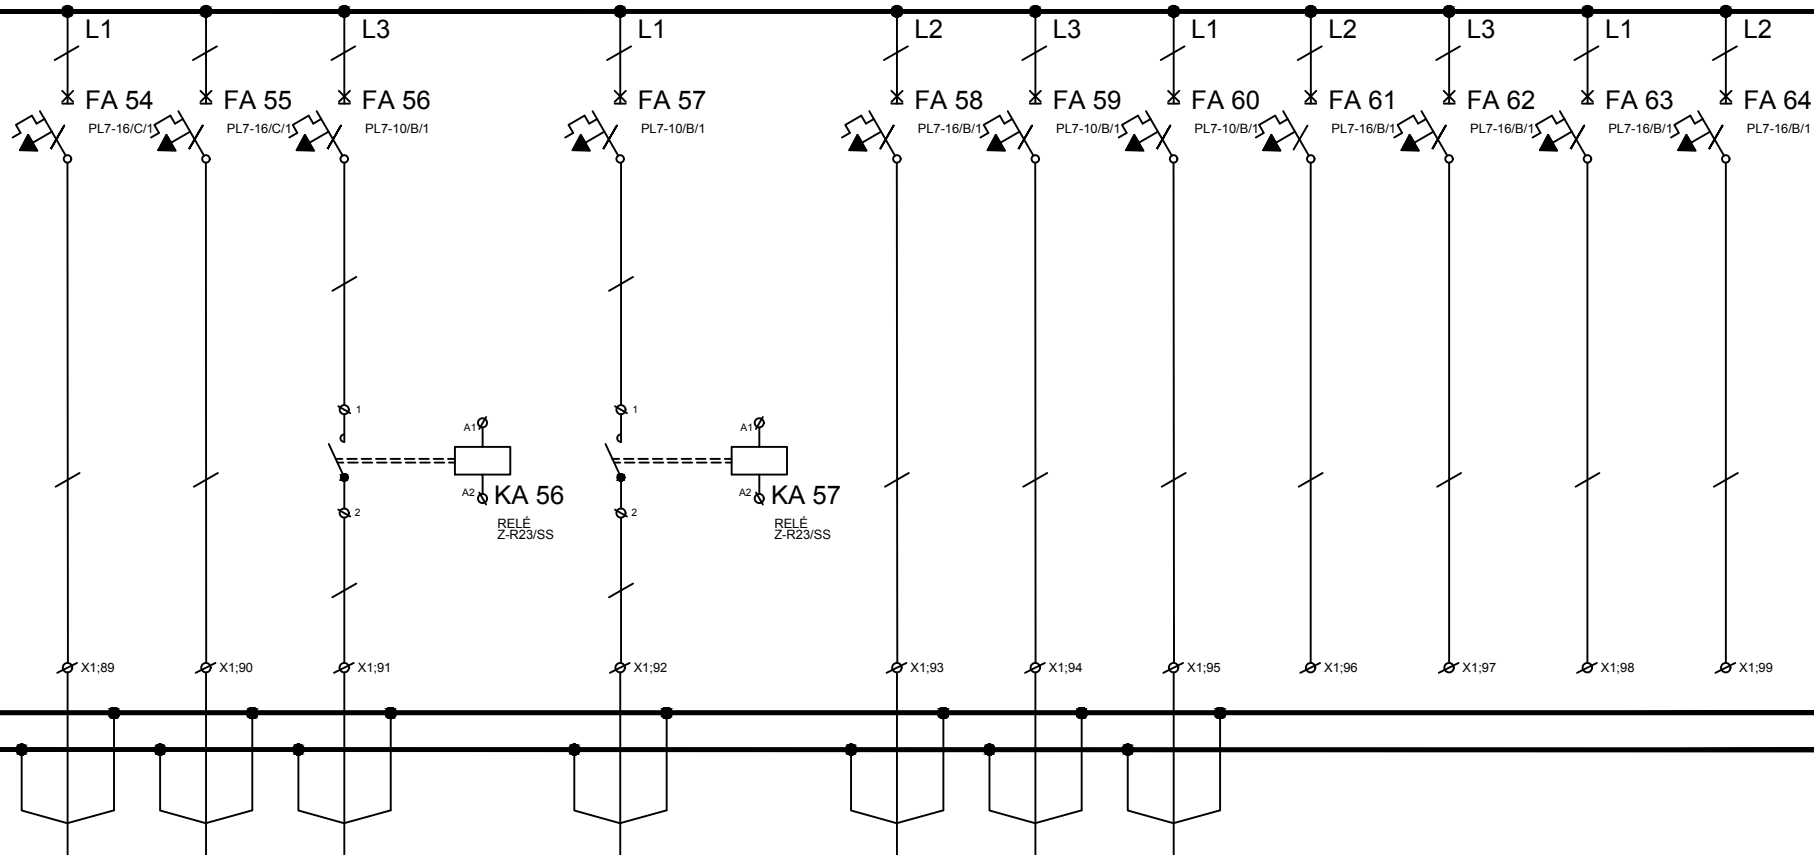 L1 L3 L1 L2 L3 L1 L2 L3 L1 L2
FA 54 FA 55 FA 56 FA 57 FA 58 FA 59 FA 60 FA 61 FA 62 FA 63 FA 64
PL7-16/C/1 PL7-16/C/1 PL7-10/B/1 PL7-10/B/1 PL7-16/B/1 PL7-10/B/1 PL7-10/B/1 PL7-16/B/1 PL7-16/B/1 PL7-16/B/1 PL7-16/B/1
1 1
A1 A1
A2 KA 56 A2 KA 57
2 2
RELÉ RELÉ
Z-R23/SS Z-R23/SS
X1;89 X1;90 X1;91 X1;92 X1;93 X1;94 X1;95 X1;96 X1;97 X1;98 X1;99